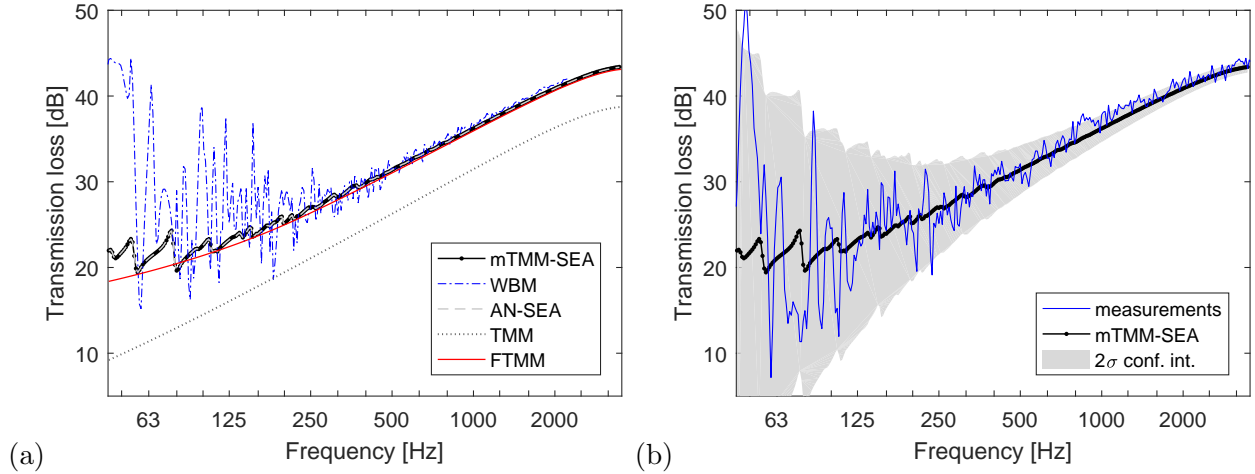 50
40
30
20
10
Transmission loss [dB]
63 125 250 500 1000 2000
Frequency [Hz]
mTMM-SEA
WBM
AN-SEA
TMM
FTMM
(a)
50
40
30
20
10
Transmission loss [dB]
63 125 250 500 1000 2000
Frequency [Hz]
measurements
mTMM-SEA
2σ conf. int.
(b)